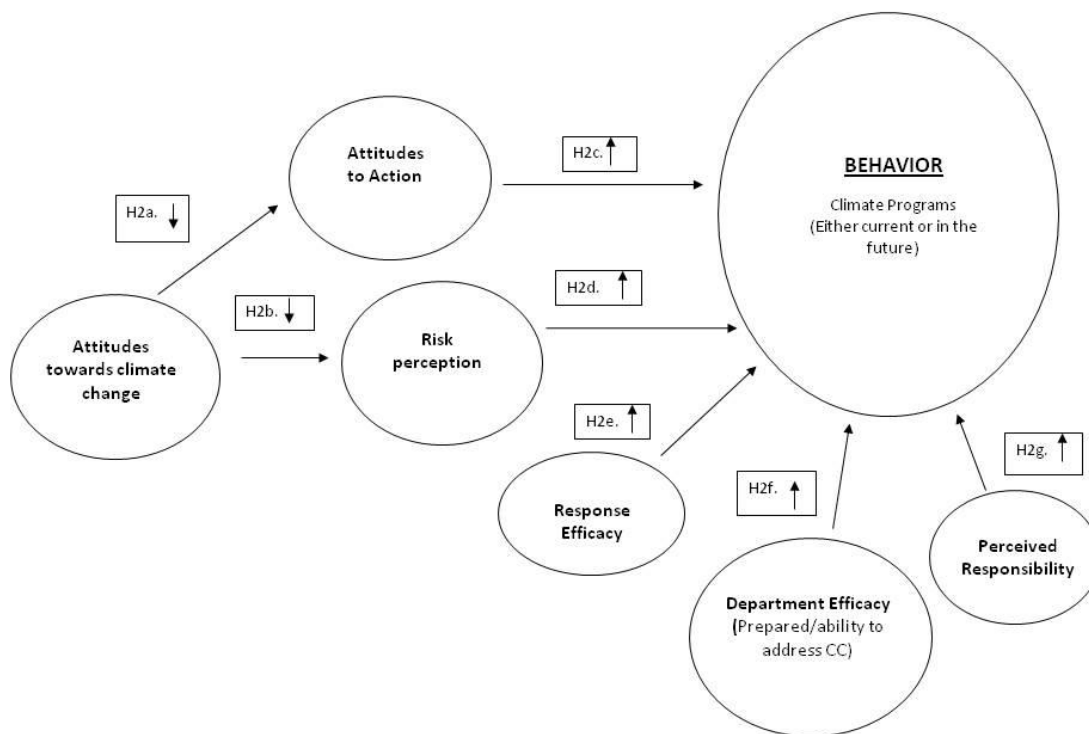 Attitudes
to Action
H2c.
BEHAVIOR
Climate Programs
(Either current or in the
future)
H2a.
H2b.
H2d.
Attitudes
towards climate
change
Risk
perception
H2e.
Response
Efficacy
H2f.
H2g.
Department Efficacy
(Prepared/ability to
address CC)
Perceived
Responsibility